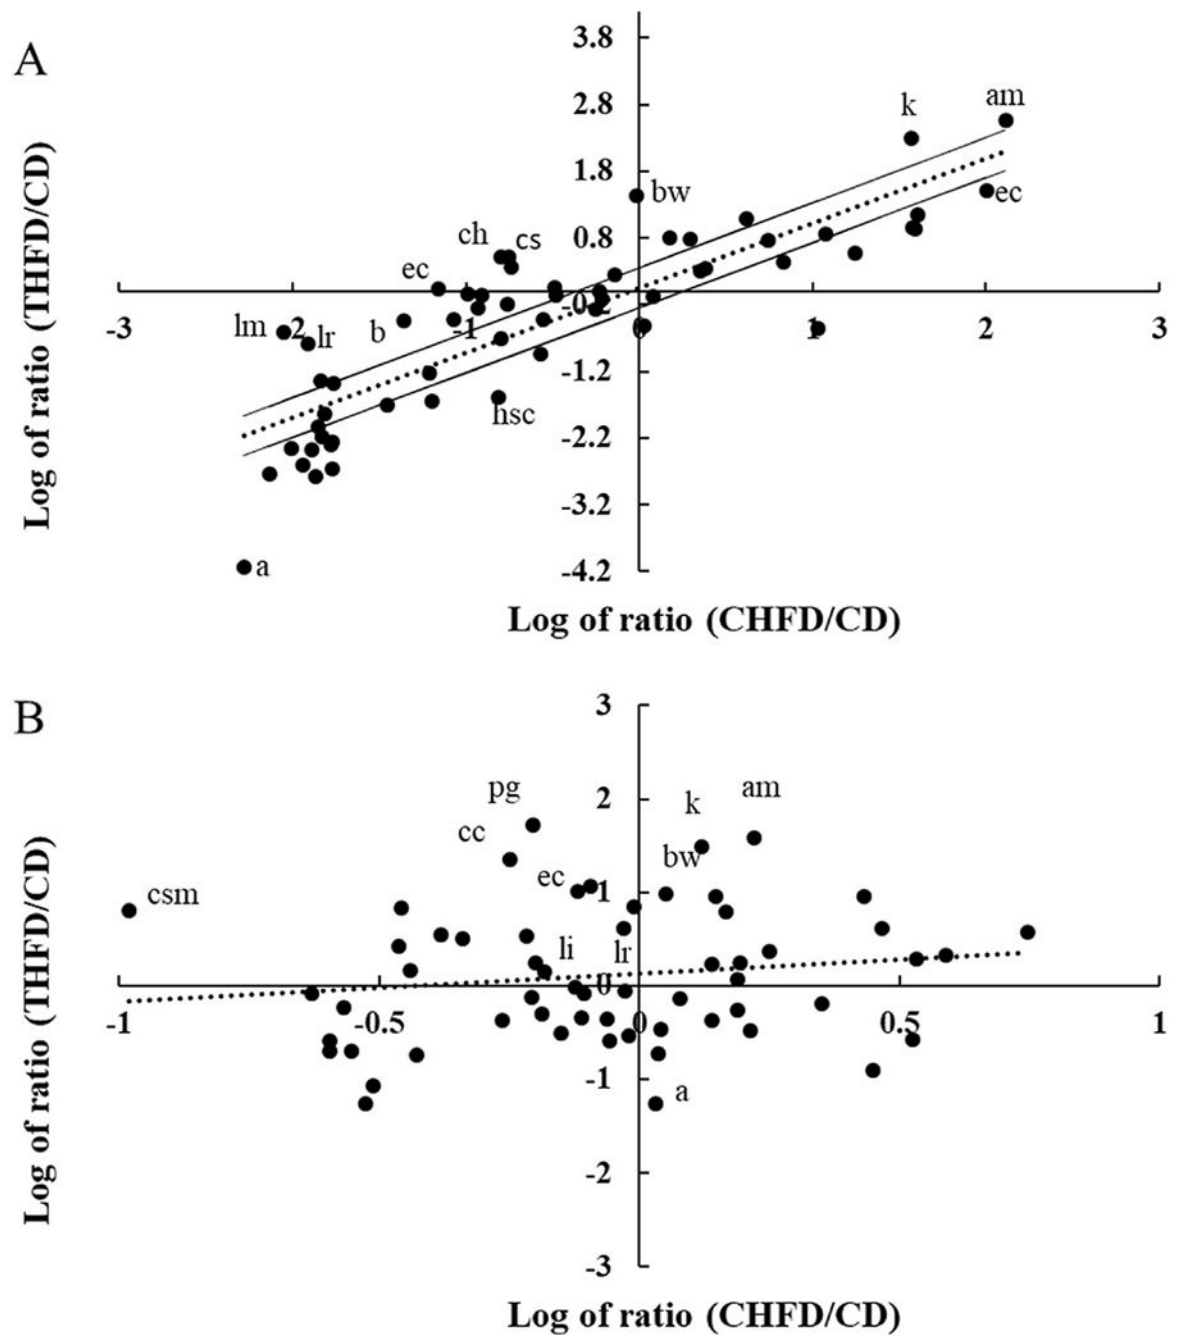 A
Log of ratio (THFD/CD)
3.8
2.8
1.8
0.8
-0.2
-1.2
-2.2
-3.2
-4.2
-3 -2 -1 0 1 2 3
k am
bw
ec
ch cs
ec
lm lr b
hsc
a
Log of ratio (CHFD/CD)
B
Log of ratio (THFD/CD)
3
2
1
0
-1
-2
-3
-1 -0.5 0 0.5 1
pg k am
cc bw
ec
csm
li lr
a
Log of ratio (CHFD/CD)